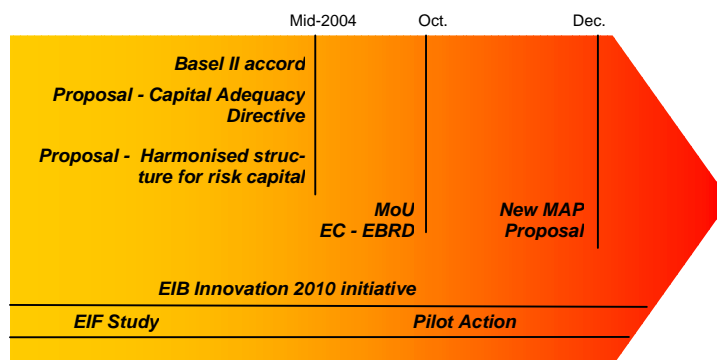 Mid-2004 Oct. Dec.
Basel II accord
Proposal - Capital Adequacy
Directive
Proposal - Harmonised struc-
ture for risk capital
MoU
EC - EBRD
New MAP
Proposal
EIB Innovation 2010 initiative
EIF Study Pilot Action